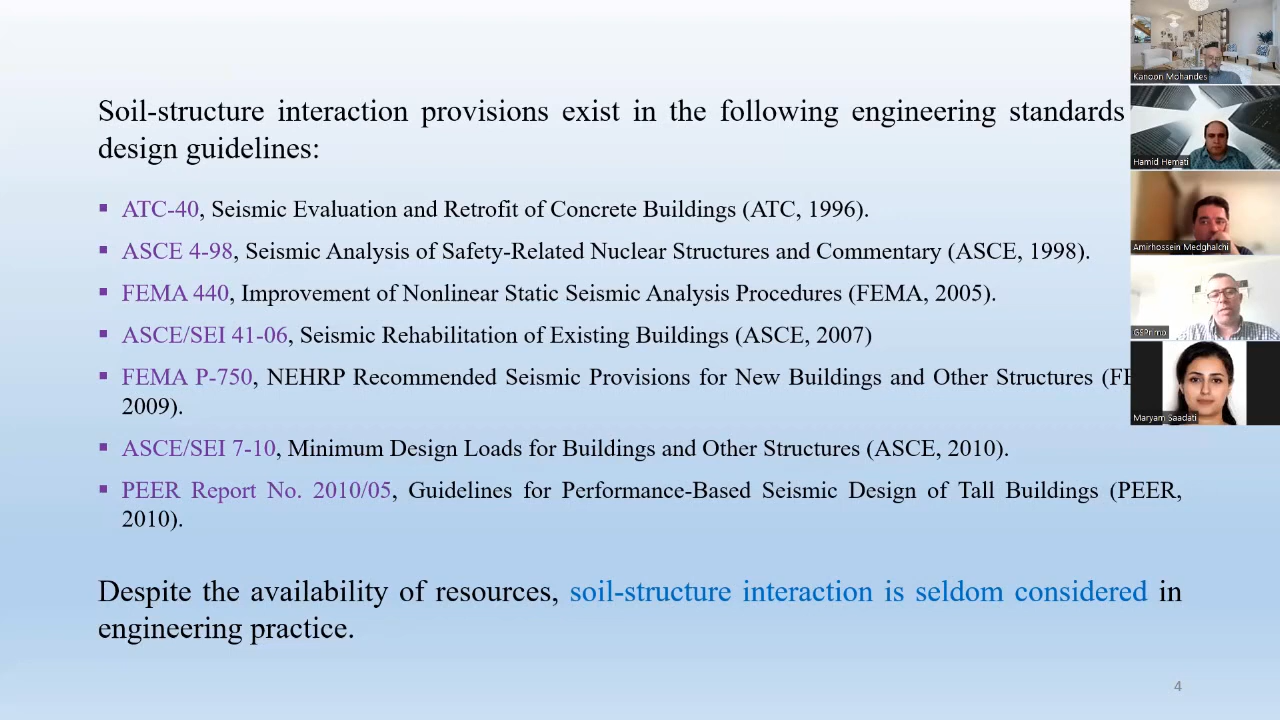 Soil-structure interaction provisions exist in the following engineering standards
design guidelines:
▪ ATC-40, Seismic Evaluation and Retrofit of Concrete Buildings (ATC, 1996).
▪ ASCE 4-98, Seismic Analysis of Safety-Related Nuclear Structures and Commentary (ASCE, 1998).
▪ FEMA 440, Improvement of Nonlinear Static Seismic Analysis Procedures (FEMA, 2005).
▪ ASCE/SEI 41-06, Seismic Rehabilitation of Existing Buildings (ASCE, 2007)
▪ FEMA P-750, NEHRP Recommended Seismic Provisions for New Buildings and Other Structures (FE
2009).
▪ ASCE/SEI 7-10, Minimum Design Loads for Buildings and Other Structures (ASCE, 2010).
▪ PEER Report No. 2010/05, Guidelines for Performance-Based Seismic Design of Tall Buildings (PEER,
2010).
Despite the availability of resources, soil-structure interaction is seldom considered in
engineering practice.
4
Kanoon Mohandes
Hamid Hemati
Amirhossein Medghalchi
GSPrimo
Maryam Saadati